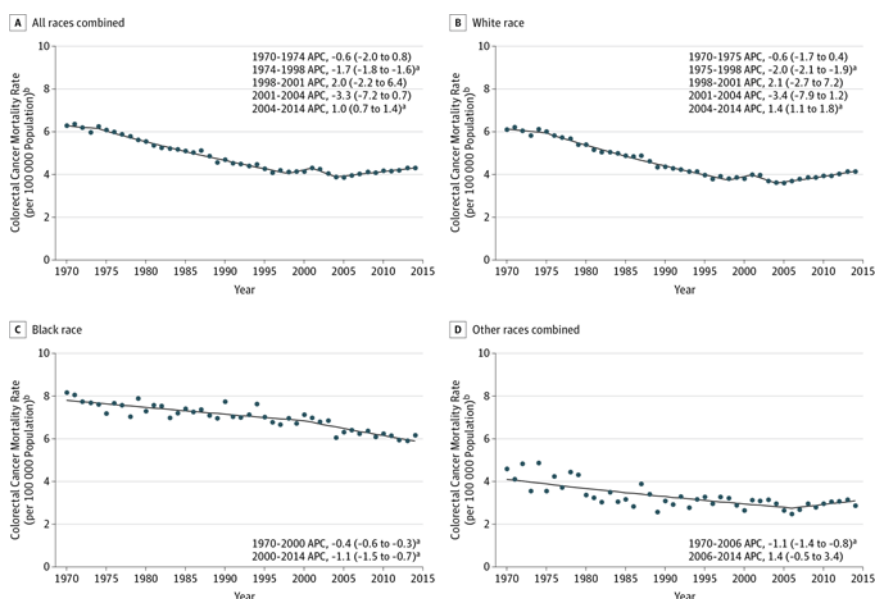 A All races combined
Colorectal Cancer Mortality Rate
(per 100 000 Population)b
10
8
6
4
2
0
1970-1974 APC, -0.6 (-2.0 to 0.8)
1974-1998 APC, -1.7 (-1.8 to -1.6)a
1998-2001 APC, 2.0 (-2.2 to 6.4)
2001-2004 APC, -3.3 (-7.2 to 0.7)
2004-2014 APC, 1.0 (0.7 to 1.4)a
1970 1975 1980 1985 1990 1995 2000 2005 2010 2015
Year
B White race
Colorectal Cancer Mortality Rate
(per 100 000 Population)b
10
8
6
4
2
0
1970-1975 APC, -0.6 (-1.7 to 0.4)
1975-1998 APC, -2.0 (-2.1 to -1.9)a
1998-2001 APC, 2.1 (-2.7 to 7.2)
2001-2004 APC, -3.4 (-7.9 to 1.2)
2004-2014 APC, 1.4 (1.1 to 1.8)a
1970 1975 1980 1985 1990 1995 2000 2005 2010 2015
Year
C Black race
Colorectal Cancer Mortality Rate
(per 100 000 Population)b
10
8
6
4
2
0
1970-2000 APC, -0.4 (-0.6 to -0.3)a
2000-2014 APC, -1.1 (-1.5 to -0.7)a
1970 1975 1980 1985 1990 1995 2000 2005 2010 2015
Year
D Other races combined
Colorectal Cancer Mortality Rate
(per 100 000 Population)b
10
8
6
4
2
0
1970-2006 APC, -1.1 (-1.4 to -0.8)a
2006-2014 APC, 1.4 (-0.5 to 3.4)
1970 1975 1980 1985 1990 1995 2000 2005 2010 2015
Year